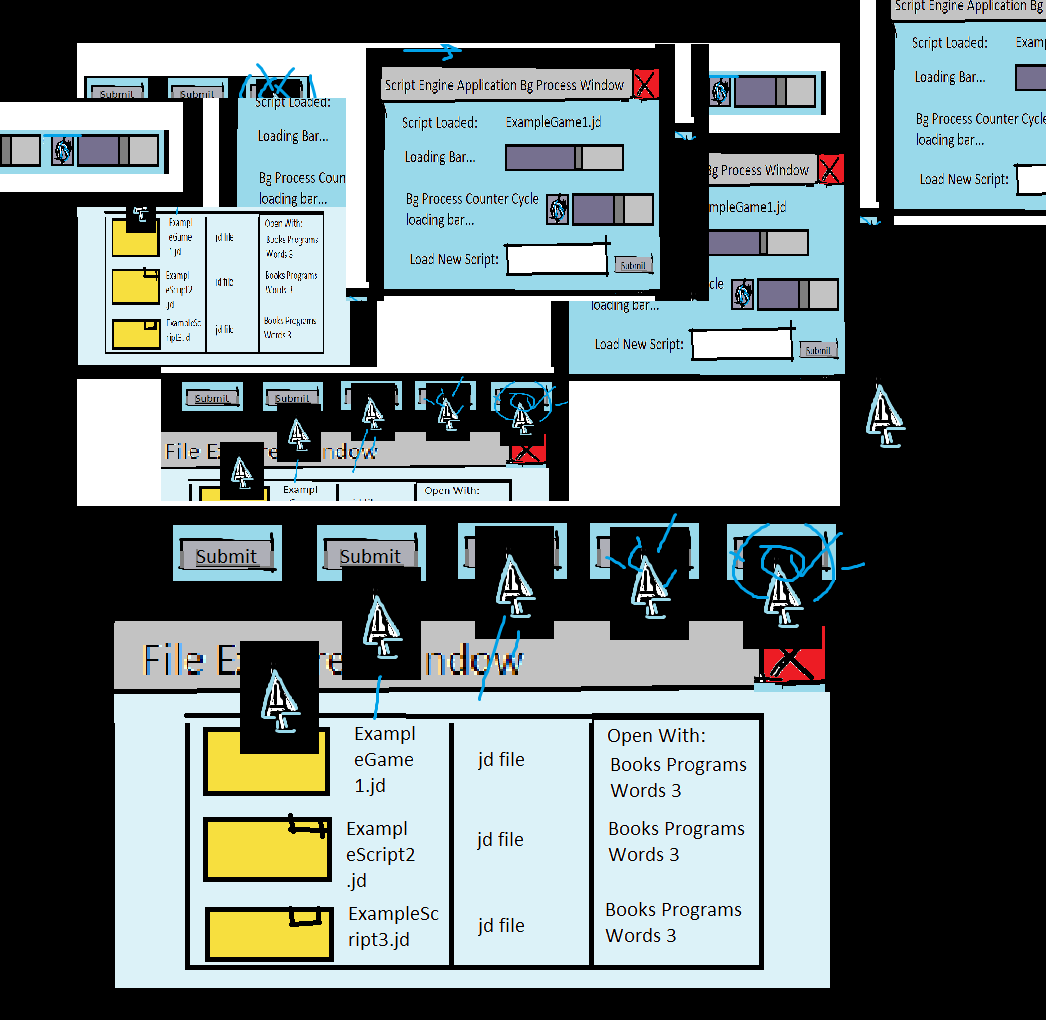 Script Engine Application Bg
Script Loaded: Examp
Loading Bar...
Bg Process Counter Cycle
loading bar...
Load New Script:
Submit
Submit
Script Loaded:
Loading Bar...
Bg Process Coun
loading bar...
Script Engine Application Bg Process Window
Script Loaded: ExampleGame1.jd
Loading Bar...
Bg Process Counter Cycle
loading bar...
Load New Script: Submit
Bg Process Window
mpleGame1.jd
cle
loading bar...
Load New Script: Submit
Exampl
eGame
1.jd
jd file
Open With:
Books Programs
Words 3
Exampl
eScript2
.jd
jd file
Books Programs
Words 3
ExampleSc
ript3.jd
jd file
Books Programs
Words 3
Submit
Submit
File E re ndow
Exampl
Open With:
Submit
Submit
File E re ndow
Exampl
eGame
1.jd
jd file
Open With:
Books Programs
Words 3
Exampl
eScript2
.jd
jd file
Books Programs
Words 3
ExampleSc
ript3.jd
jd file
Books Programs
Words 3